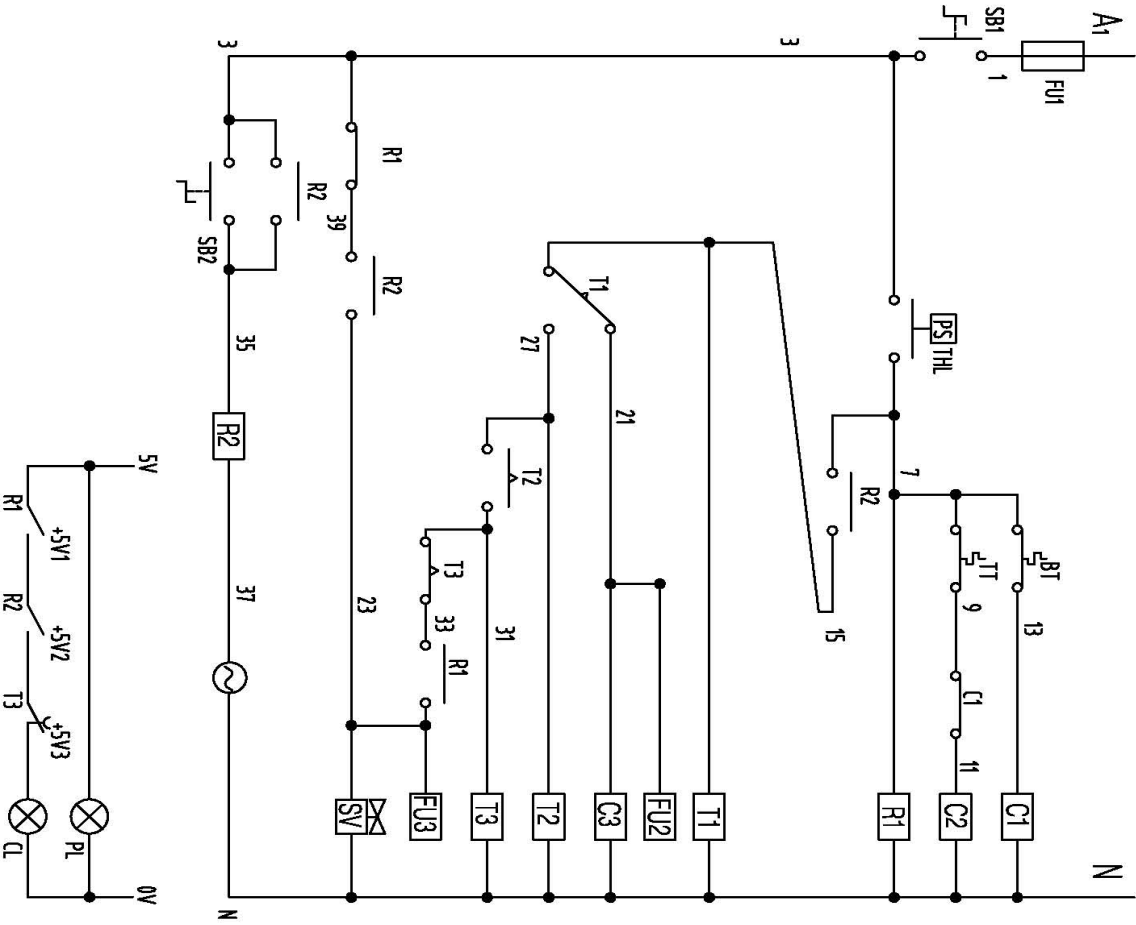 A1
FU1
SB1
1
3
3
PS THL
7
R2
15
BT
13
TT
9
C1
11
C1
C2
R1
N
T1
27
21
T2
T3
33
R1
31
T1
FU2
C3
T2
T3
FU3
SV
R1
39
R2
23
R2
SB2
35
R2
37
N
5V
R1
+5V1
R2
+5V2
T3
+5V3
CL
PL
0V